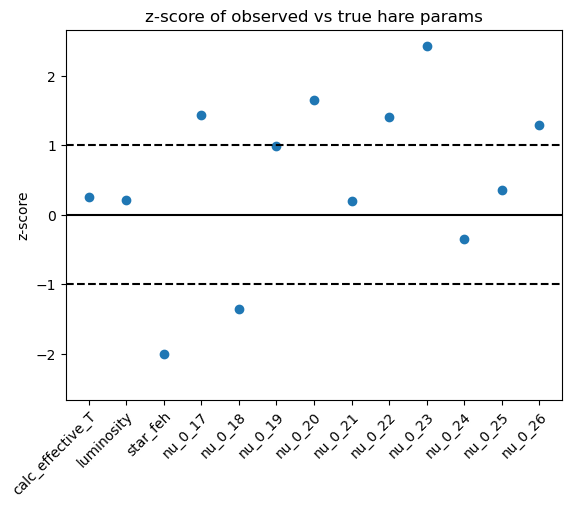 z-score of observed vs true hare params
z-score
2
1
0
−1
−2
calc_effective_T
luminosity
star_feh
nu_0_17
nu_0_18
nu_0_19
nu_0_20
nu_0_21
nu_0_22
nu_0_23
nu_0_24
nu_0_25
nu_0_26